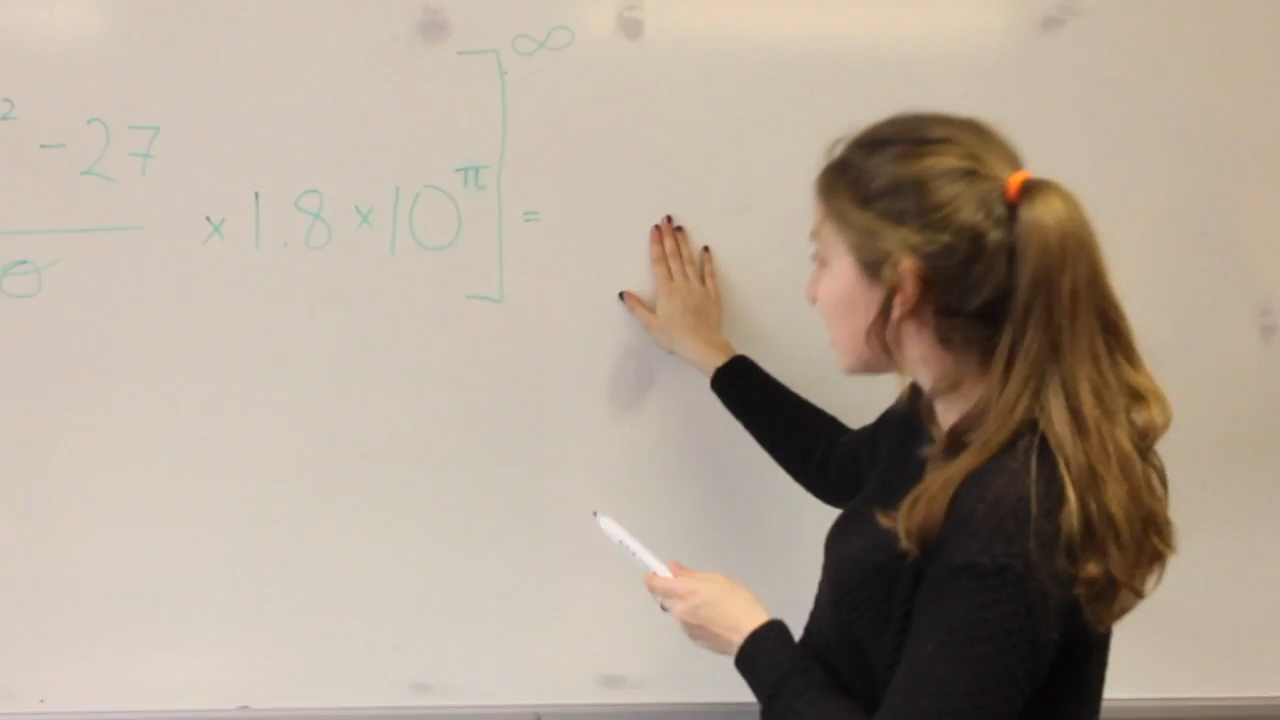 ² - 27
× 1.8 × 10^π ]^∞ =
σ